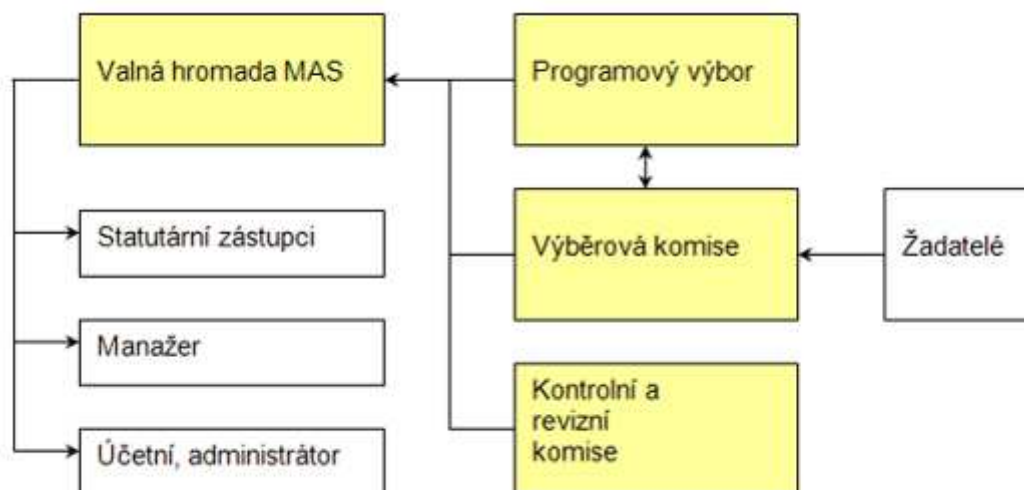 Valná hromada MAS
Programový výbor
Statutární zástupci
Výběrová komise
Žadatelé
Manažer
Kontrolní a
revizní
komise
Účetní, administrátor